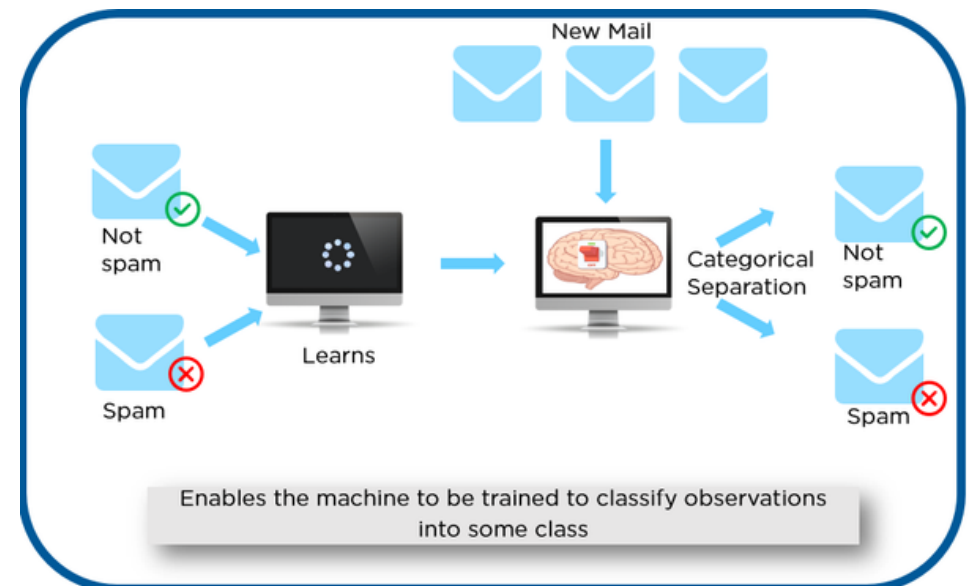 New Mail
Not
spam
Spam
Learns
Categorical
Separation
Not
spam
Spam
Enables the machine to be trained to classify observations
into some class